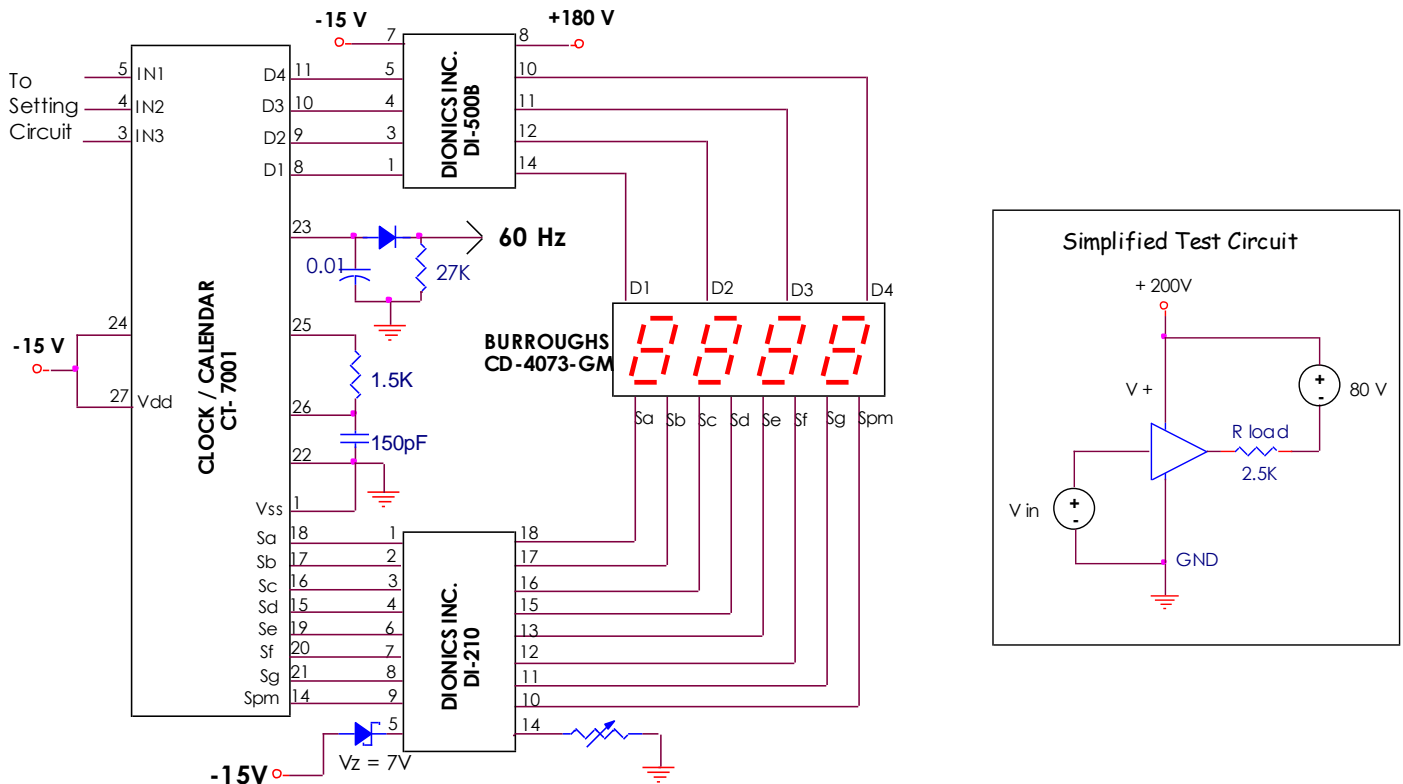 -15 V
+180 V
7
8
To
Setting
Circuit
5
IN1
4
IN2
3
IN3
D4
11
D3
10
D2
9
D1
8
5
4
3
1
DIONICS INC.
DI-500B
10
11
12
14
23
60 Hz
0.01
27K
24
-15 V
27
Vdd
CLOCK / CALENDAR
CT- 7001
25
1.5K
26
150pF
22
Vss
1
D1
D2
D3
D4
BURROUGHS
CD-4073-GM
Sa
Sb
Sc
Sd
Se
Sf
Sg
Spm
Sa
18
1
Sb
17
2
Sc
16
3
Sd
15
4
Se
19
6
Sf
20
7
Sg
21
8
Spm
14
9
5
DIONICS INC.
DI-210
18
17
16
15
13
12
11
10
14
Vz = 7V
-15V
Simplified Test Circuit
+ 200V
V +
+
-
80 V
R load
2.5K
V in
+
-
GND